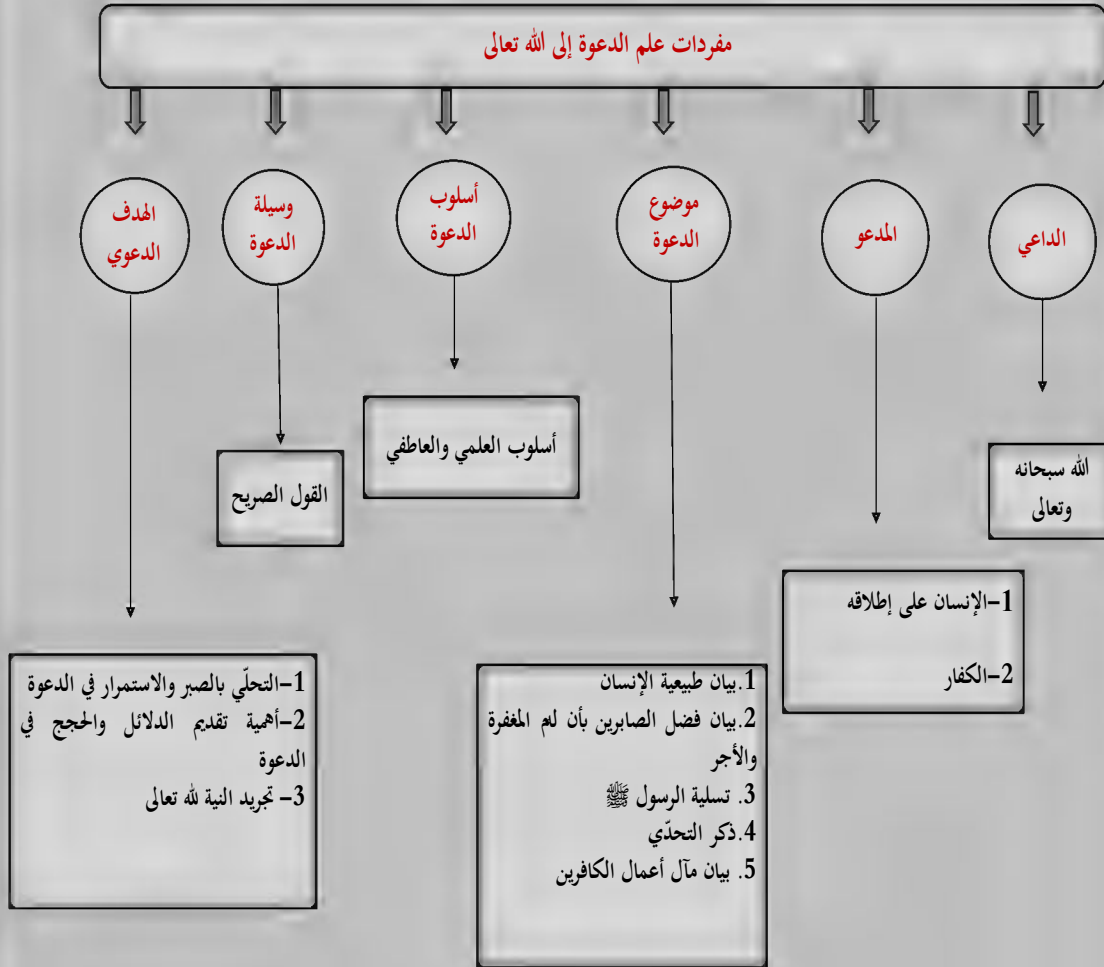 مفردات علم الدعوة إلى الله تعالى
الداعي
المدعو
موضوع
الدعوة
أسلوب
الدعوة
وسيلة
الدعوة
الهدف
الدعوي
الله سبحانه
وتعالى
1-الإنسان على إطلاقه
2-الكفار
1.بيان طبيعية الإنسان
2.بيان فضل الصابرين بأن لهم المغفرة
والأجر
3. تسلية الرسول ﷺ
4.ذكر التحدّي
5. بيان مآل أعمال الكافرين
أسلوب العلمي والعاطفي
القول الصريح
1-التحلّي بالصبر والاستمرار في الدعوة
2-أهمية تقديم الدلائل والحجج في
الدعوة
3- تجريد النية لله تعالى